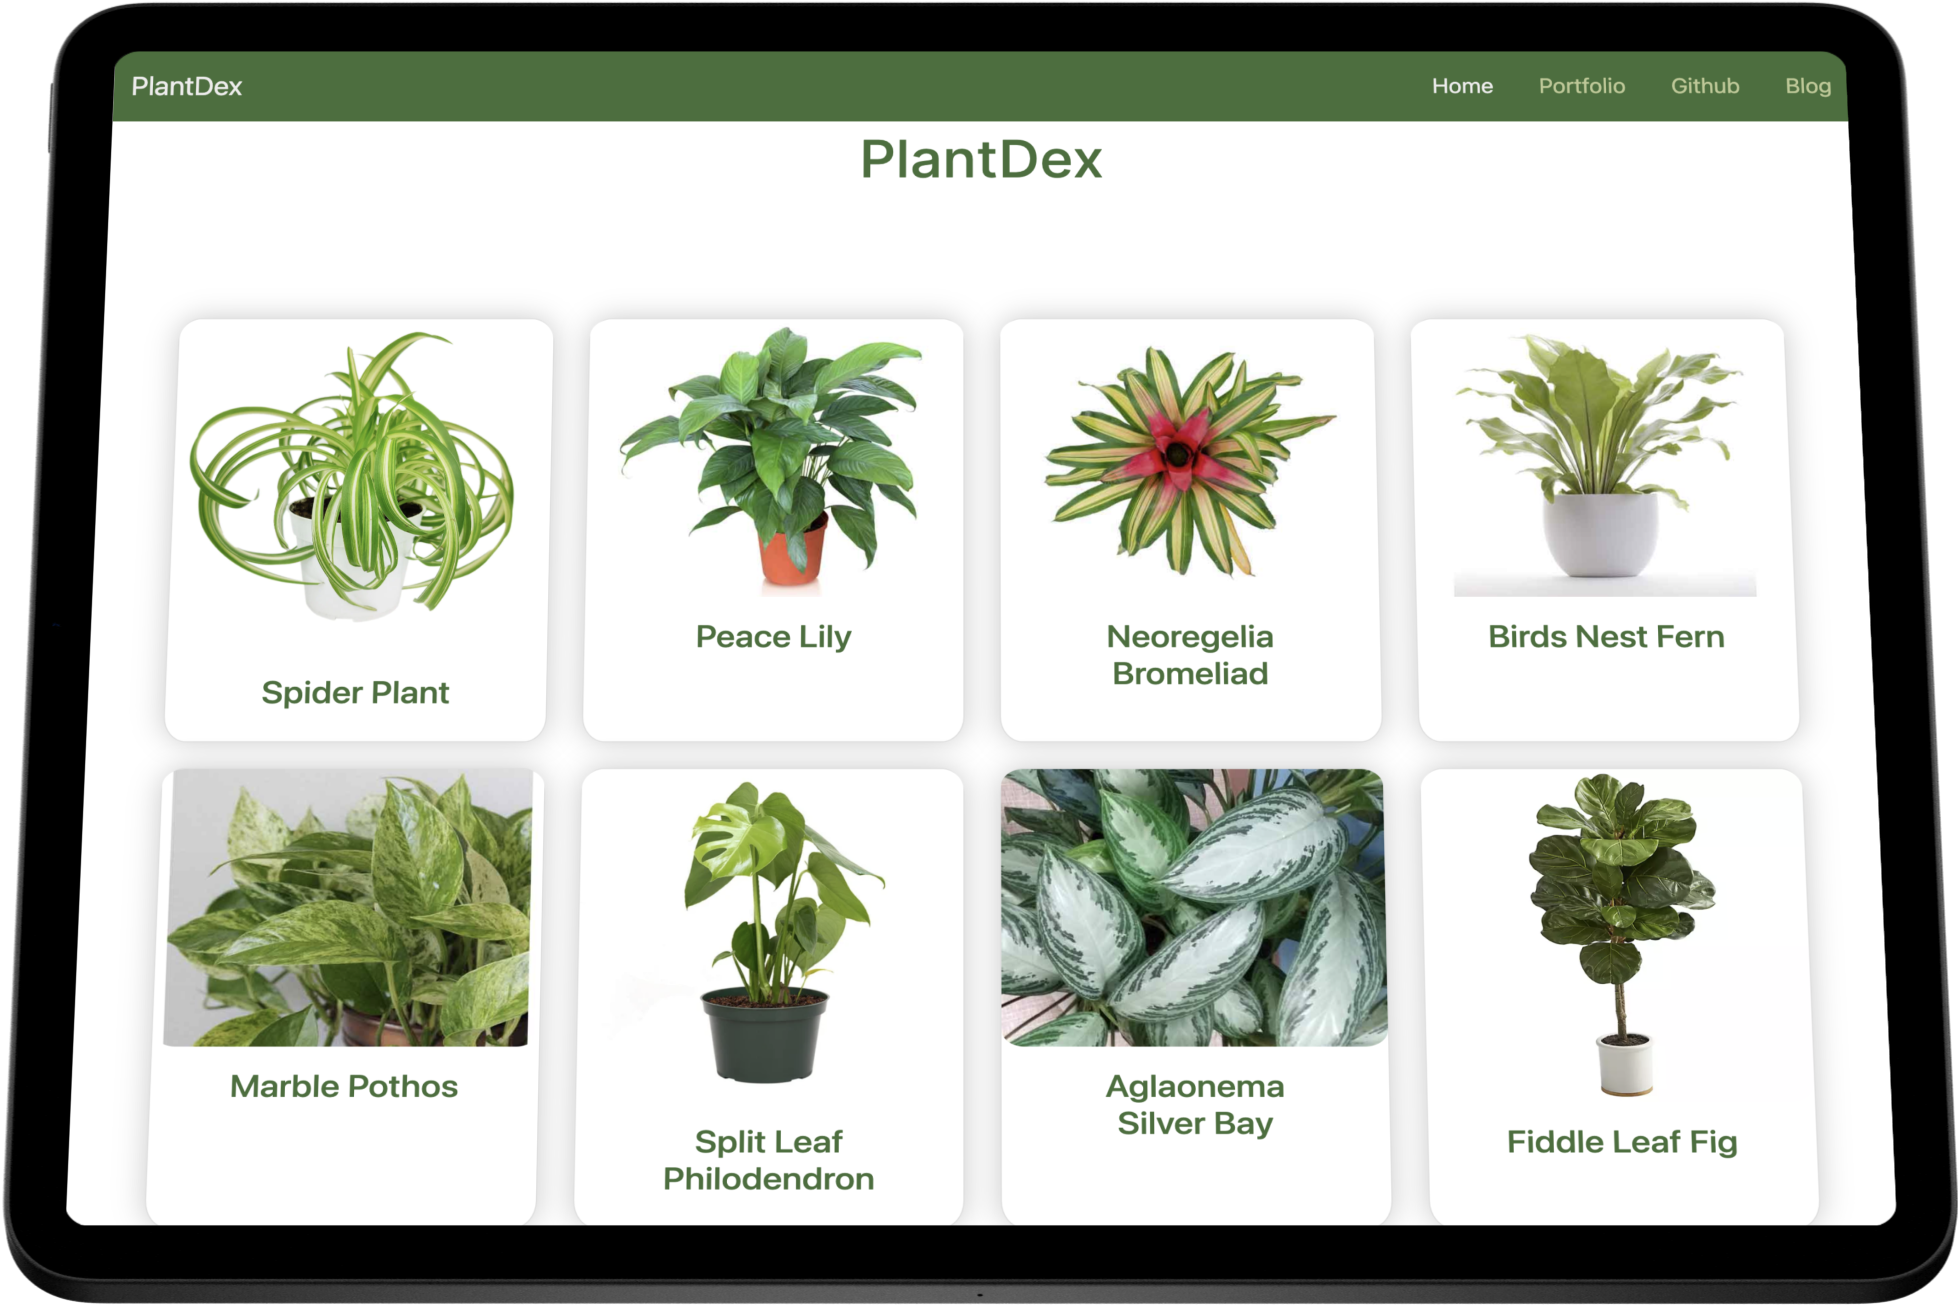 PlantDex
Home Portfolio Github Blog
PlantDex
Spider Plant
Peace Lily
Neoregelia
Bromeliad
Birds Nest Fern
Marble Pothos
Split Leaf
Philodendron
Aglaonema
Silver Bay
Fiddle Leaf Fig